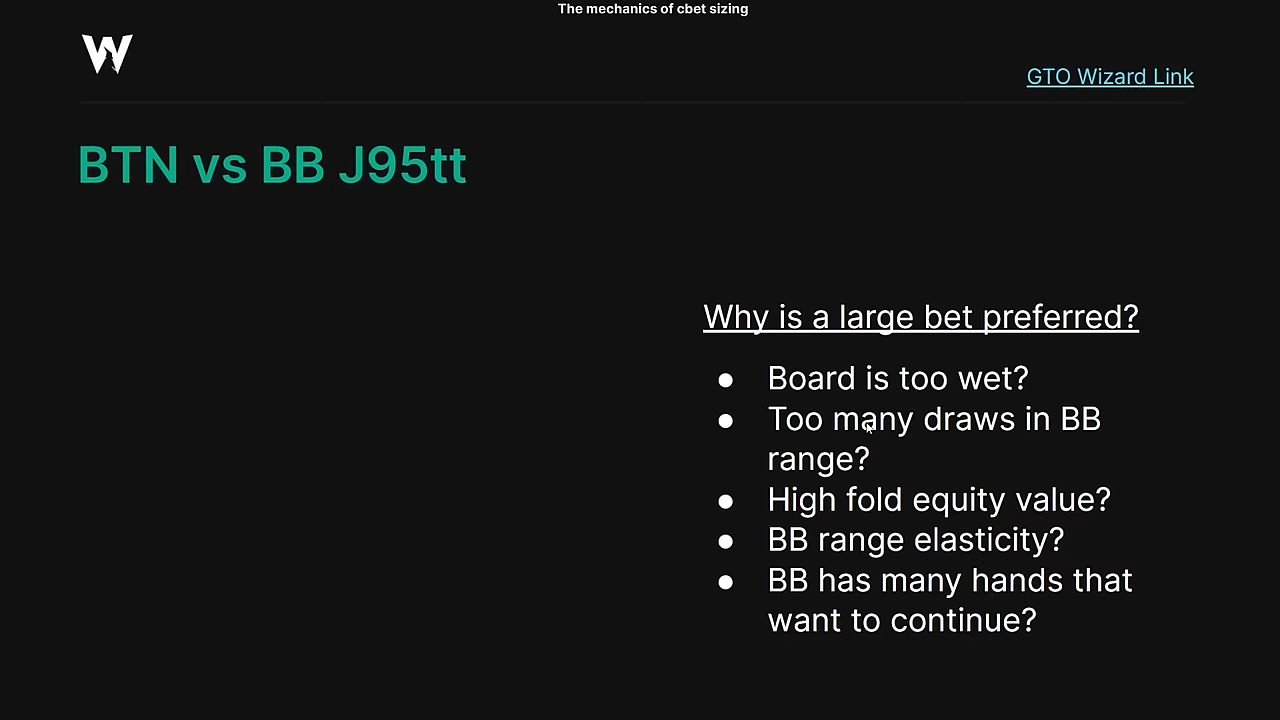 The mechanics of cbet sizing
W
GTO Wizard Link
BTN vs BB J95tt
Why is a large bet preferred?
● Board is too wet?
● Too many draws in BB
range?
● High fold equity value?
● BB range elasticity?
● BB has many hands that
want to continue?